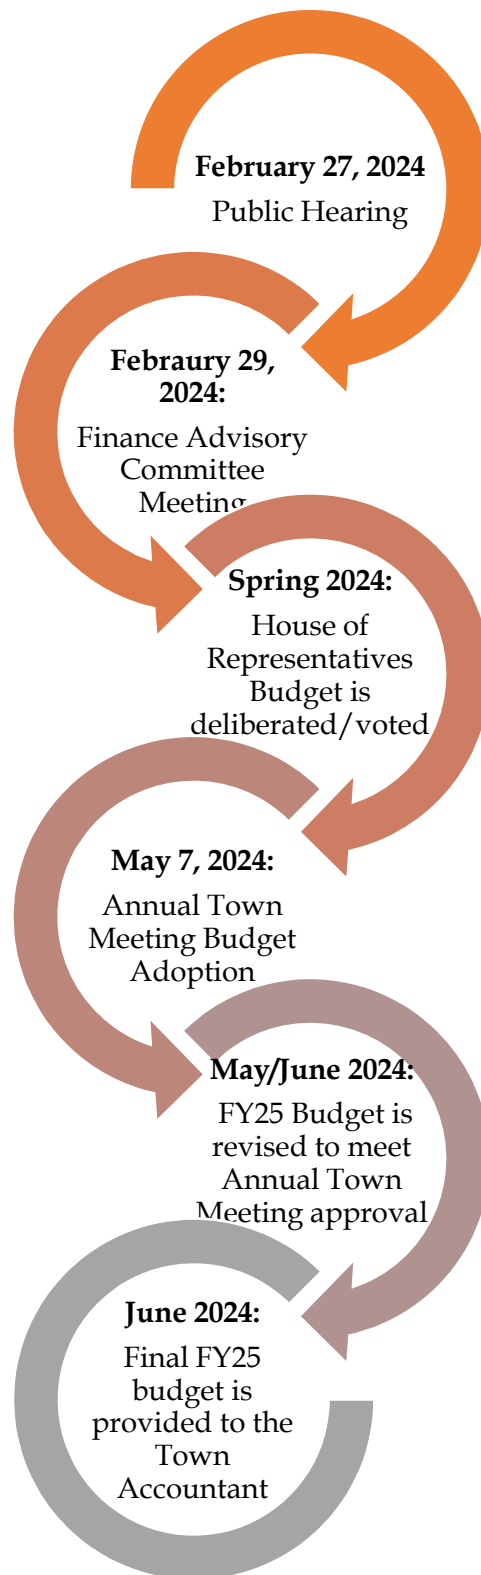 February 27, 2024
Public Hearing
Febraury 29,
2024:
Finance Advisory
Committee
Meeting
Spring 2024:
House of
Representatives
Budget is
deliberated/voted
May 7, 2024:
Annual Town
Meeting Budget
Adoption
May/June 2024:
FY25 Budget is
revised to meet
Annual Town
Meeting approval
June 2024:
Final FY25
budget is
provided to the
Town
Accountant